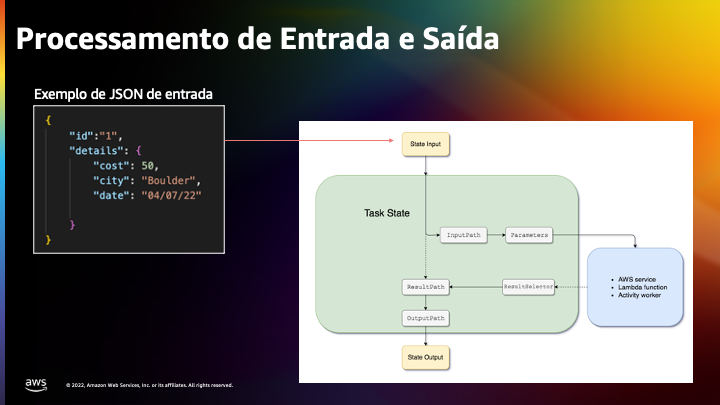 Processamento de Entrada e Saída
Exemplo de JSON de entrada
{
"id":"1",
"details": {
"cost": 50,
"city": "Boulder",
"date": "04/07/22"
}
}
State Input
Task State
InputPath
Parameters
ResultPath
ResultSelector
• AWS service
• Lambda function
• Activity worker
OutputPath
State Output
aws
© 2022, Amazon Web Services, Inc. or its affiliates. All rights reserved.